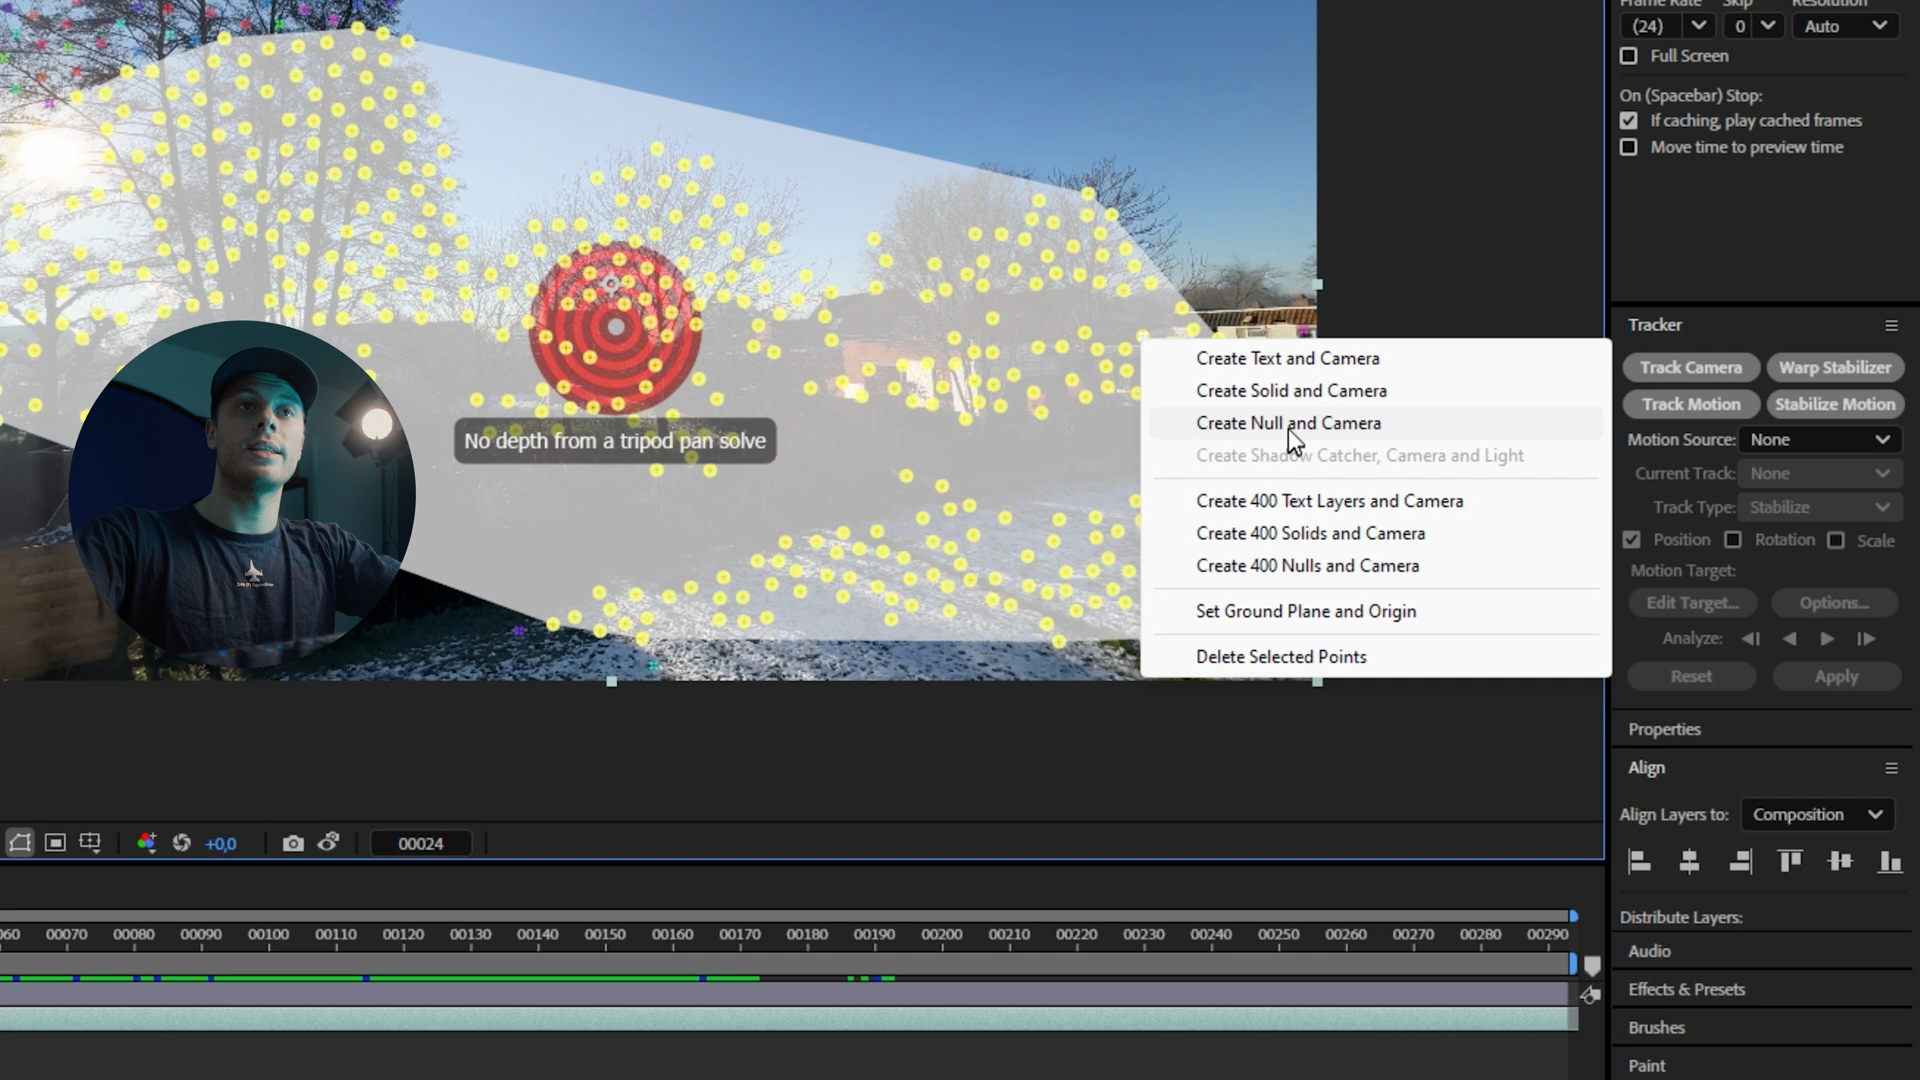 Frame Rate Skip Resolution
(24) 0 Auto
Full Screen
On (Spacebar) Stop:
If caching, play cached frames
Move time to preview time
Tracker
Track Camera Warp Stabilizer
Track Motion Stabilize Motion
Motion Source: None
Current Track: None
Track Type: Stabilize
Position Rotation Scale
Motion Target:
Edit Target... Options...
Analyze:
Reset Apply
Properties
Align
Align Layers to: Composition
Distribute Layers:
Audio
Effects & Presets
Brushes
Paint
Create Text and Camera
Create Solid and Camera
Create Null and Camera
Create Shadow Catcher, Camera and Light
Create 400 Text Layers and Camera
Create 400 Solids and Camera
Create 400 Nulls and Camera
Set Ground Plane and Origin
Delete Selected Points
No depth from a tripod pan solve
+0,0 00024
060 00070 00080 00090 00100 00110 00120 00130 00140 00150 00160 00170 00180 00190 00200 00210 00220 00230 00240 00250 00260 00270 00280 00290